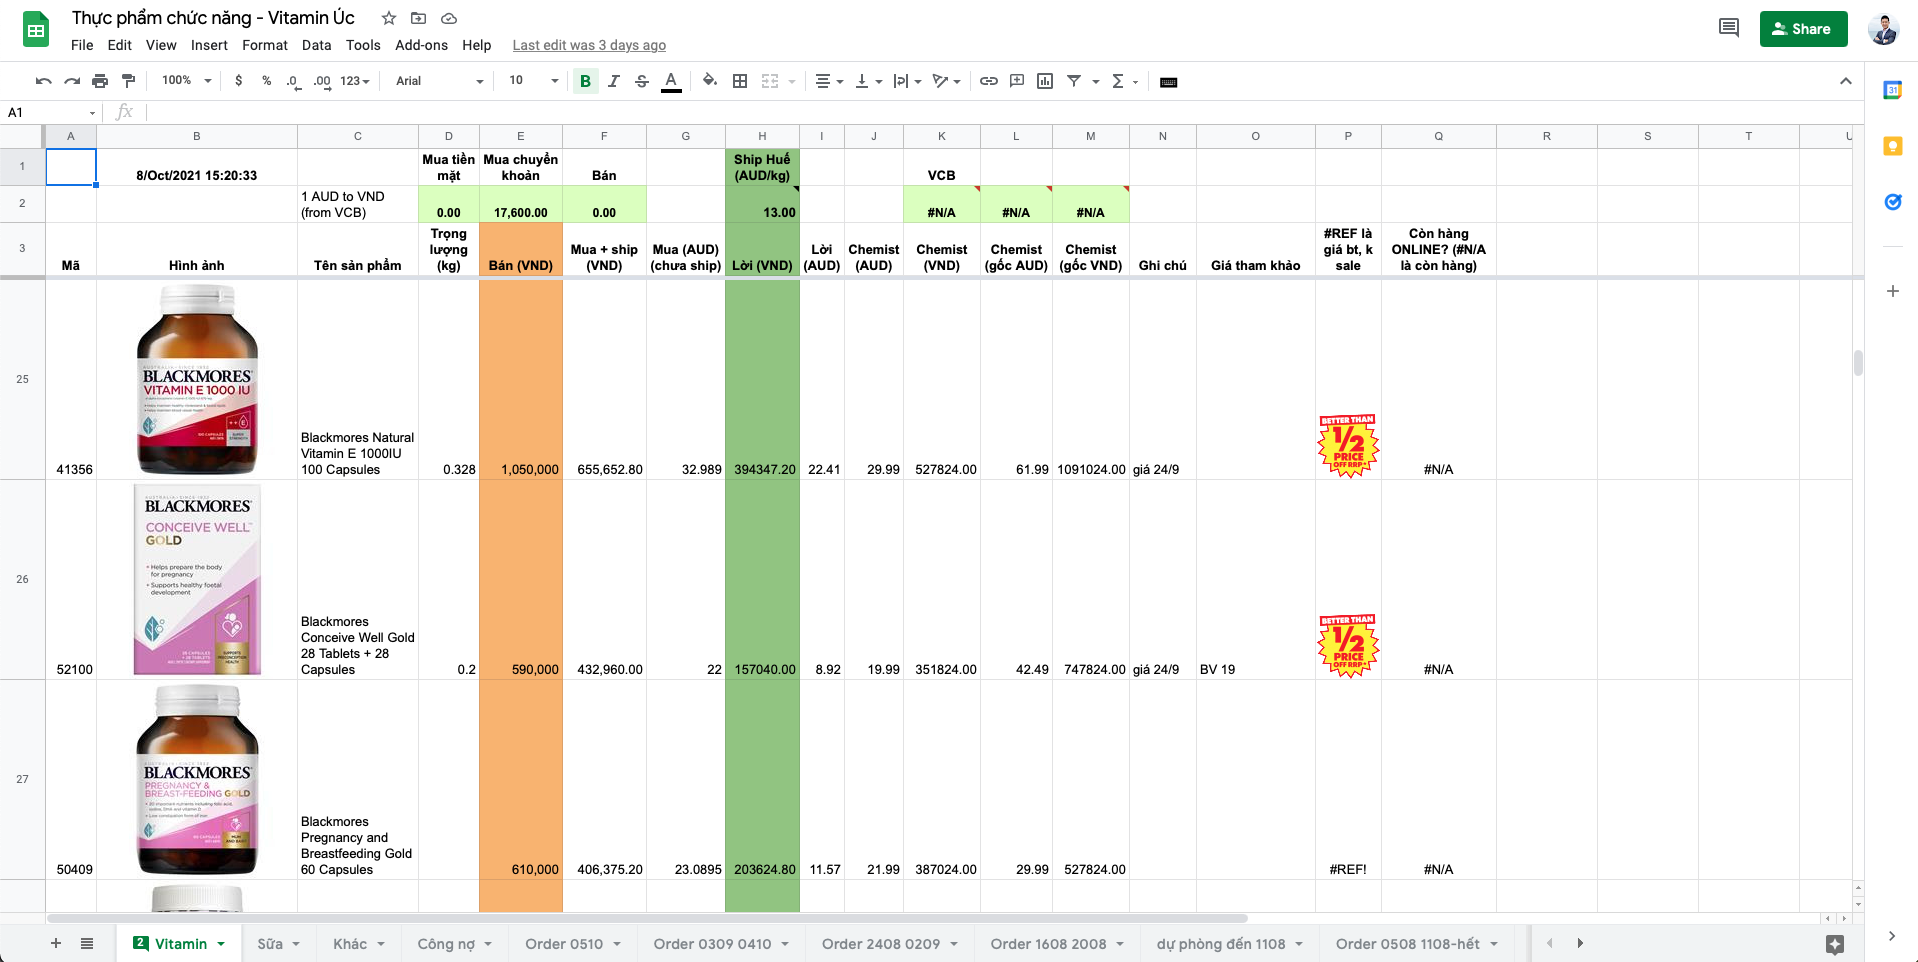 Thực phẩm chức năng - Vitamin Úc
File Edit View Insert Format Data Tools Add-ons Help Last edit was 3 days ago
Share
100% $ % .0 .00 123 Arial 10 B I S A
31
A1 fx
A B C D E F G H I J K L M N O P Q R S T U
1
8/Oct/2021 15:20:33
Mua tiền mặt
Mua chuyển khoản
Bán
Ship Huế (AUD/kg)
VCB
2
1 AUD to VND (from VCB)
0.00 17,600.00 0.00 13.00 #N/A #N/A #N/A
3
Mã
Hình ảnh
Tên sản phẩm
Trọng lượng (kg)
Bán (VND)
Mua + ship (VND)
Mua (AUD) (chưa ship)
Lời (VND)
Lời (AUD)
Chemist (AUD)
Chemist (VND)
Chemist (gốc AUD)
Chemist (gốc VND)
Ghi chú
Giá tham khảo
#REF là giá bt, k sale
Còn hàng ONLINE? (#N/A là còn hàng)
25
BLACKMORES
VITAMIN E 1000 IU
Blackmores Natural
Vitamin E 1000IU
100 Capsules
BETTER THAN
1/2
PRICE
OFF RRP
41356 0.328 1,050,000 655,652.80 32.989 394347.20 22.41 29.99 527824.00 61.99 1091024.00 giá 24/9 #N/A
26
BLACKMORES
CONCEIVE WELL
GOLD
• Helps prepare the body
for pregnancy
• Supports healthy foetal
development
Blackmores
Conceive Well Gold
28 Tablets + 28
Capsules
BETTER THAN
1/2
PRICE
OFF RRP
52100 0.2 590,000 432,960.00 22 157040.00 8.92 19.99 351824.00 42.49 747824.00 giá 24/9 BV 19 #N/A
27
BLACKMORES
PREGNANCY &
BREAST-FEEDING GOLD
Blackmores
Pregnancy and
Breastfeeding Gold
60 Capsules
50409 610,000 406,375.20 23.0895 203624.80 11.57 21.99 387024.00 29.99 527824.00 #REF! #N/A
2 Vitamin Sữa Khác Công nợ Order 0510 Order 0309 0410 Order 2408 0209 Order 1608 2008 dự phòng đến 1108 Order 0508 1108-hết